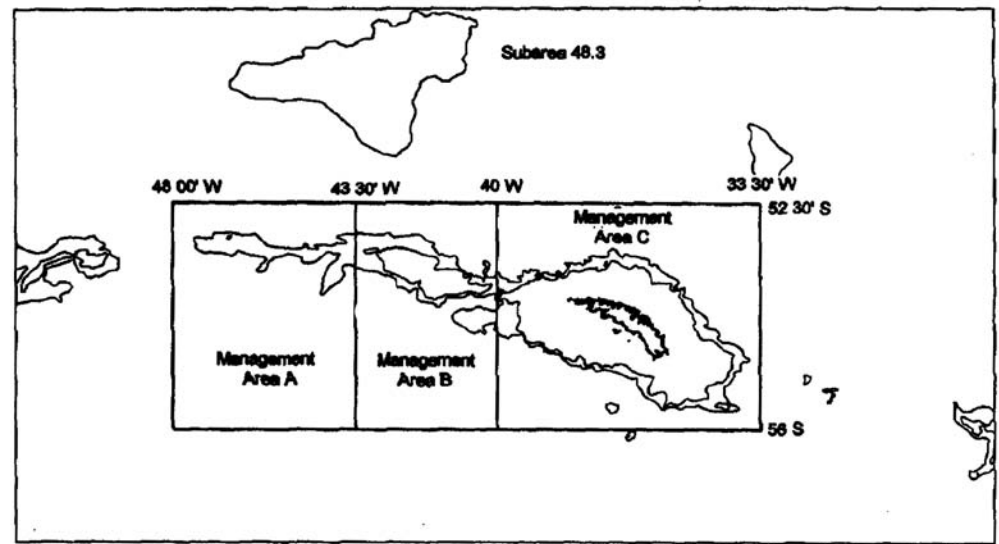 Subarea 48.3
48 00' W
43 30' W
40 W
33 30' W
52 30' S
Management
Area C
Management
Area A
Management
Area B
56 S